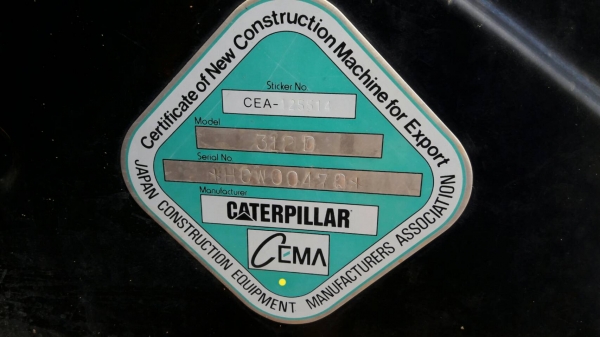 Certificate of New Construction Machine for Export
Sticker No.
CEA-
Model
312D
Serial No.
Manufacturer
CATERPILLAR
CEMA
JAPAN CONSTRUCTION EQUIPMENT MANUFACTURERS ASSOCIATION